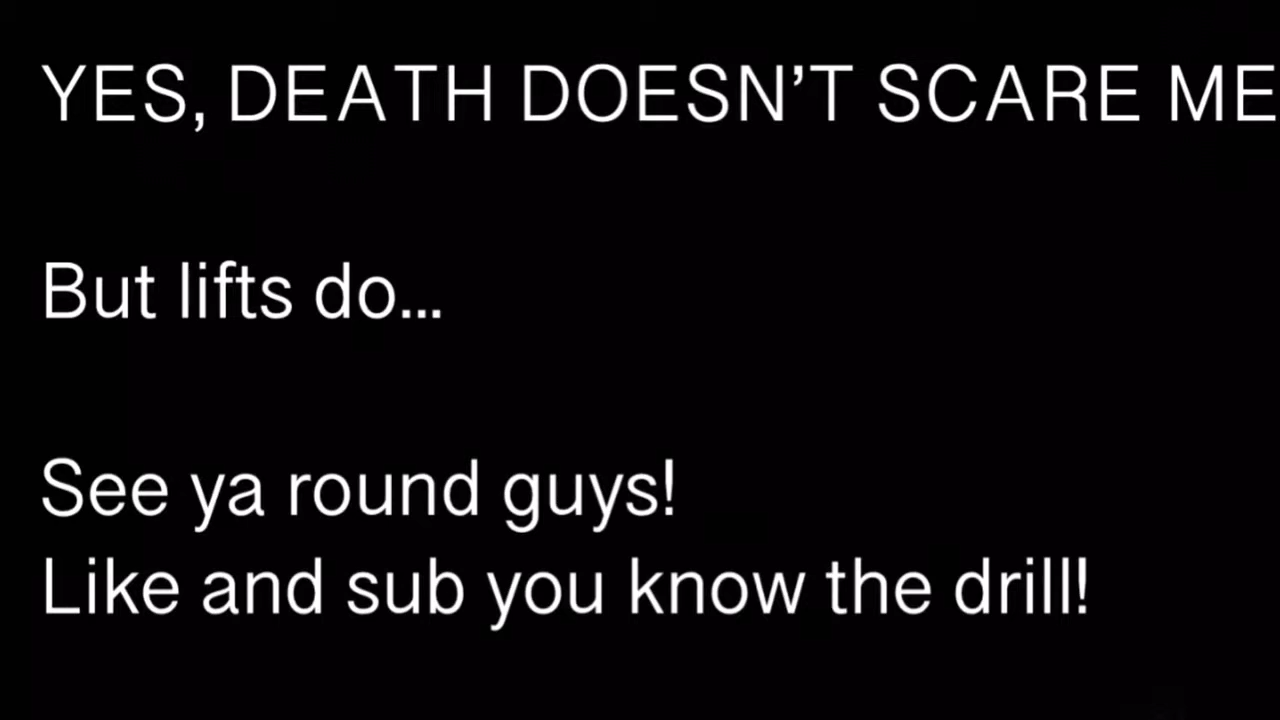 YES, DEATH DOESN’T SCARE ME
But lifts do...
See ya round guys!
Like and sub you know the drill!